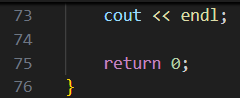 73 cout << endl;
74
75 return 0;
76 }